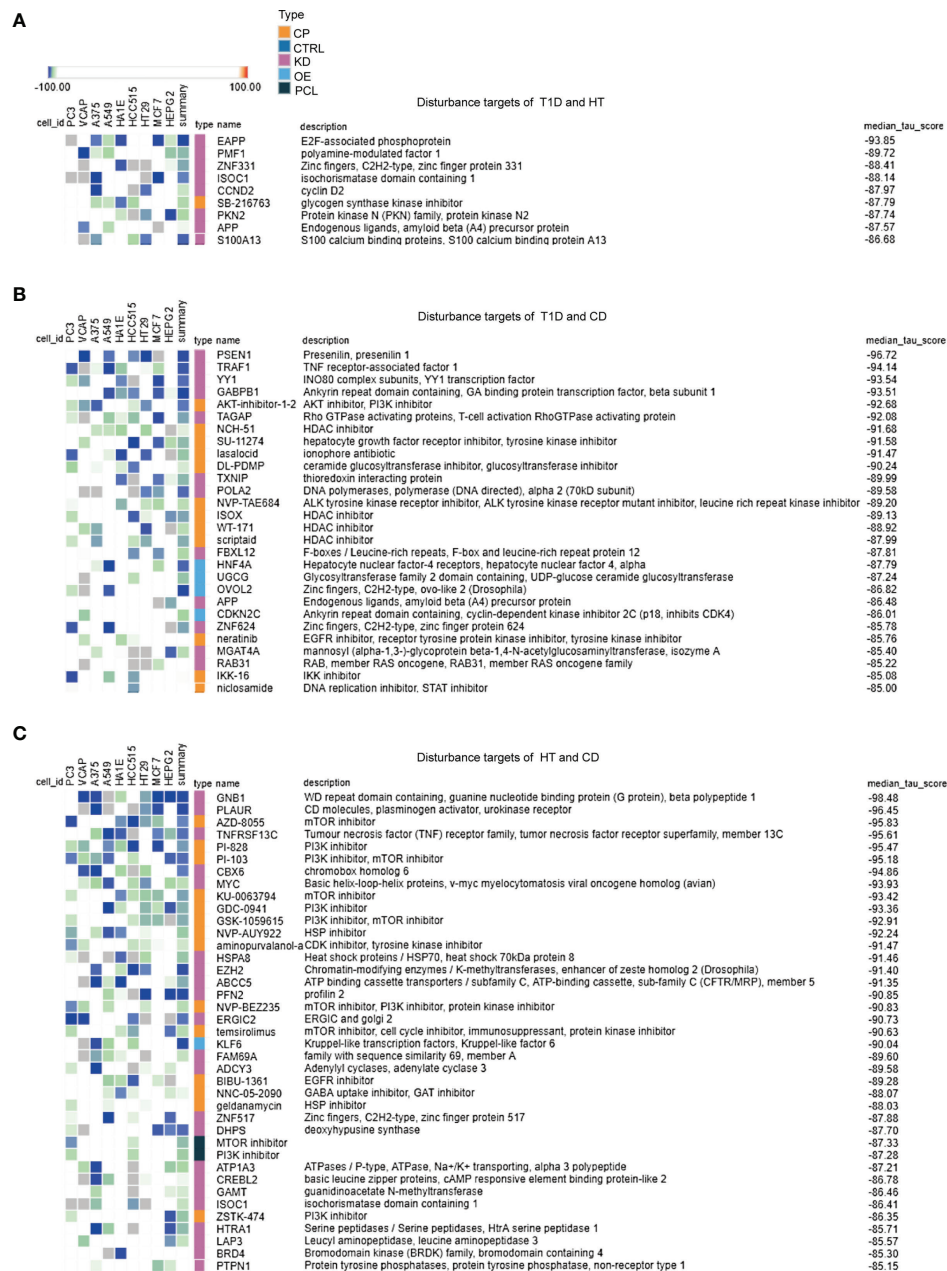 A
Type
CP
CTRL
KD
OE
PCL
-100.00 100.00
Disturbance targets of T1D and HT
cell_id PC3 VCAP A375 A549 HA1E HCC515 HT29 MCF7 HEPG2 summary type name description median_tau_score
EAPP E2F-associated phosphoprotein -93.85
PMF1 polyamine-modulated factor 1 -89.72
ZNF331 Zinc fingers, C2H2-type, zinc finger protein 331 -88.41
ISOC1 isochorismatase domain containing 1 -88.14
CCND2 cyclin D2 -87.97
SB-216763 glycogen synthase kinase inhibitor -87.79
PKN2 Protein kinase N (PKN) family, protein kinase N2 -87.74
APP Endogenous ligands, amyloid beta (A4) precursor protein -87.57
S100A13 S100 calcium binding proteins, S100 calcium binding protein A13 -86.68
B
Disturbance targets of T1D and CD
cell_id PC3 VCAP A375 A549 HA1E HCC515 HT29 MCF7 HEPG2 summary type name description median_tau_score
PSEN1 Presenilin, presenilin 1 -96.72
TRAF1 TNF receptor-associated factor 1 -94.14
YY1 INO80 complex subunits, YY1 transcription factor -93.54
GABPB1 Ankyrin repeat domain containing, GA binding protein transcription factor, beta subunit 1 -93.51
AKT-inhibitor-1-2 AKT inhibitor, PI3K inhibitor -92.68
TAGAP Rho GTPase activating proteins, T-cell activation RhoGTPase activating protein -92.08
NCH-51 HDAC inhibitor -91.68
SU-11274 hepatocyte growth factor receptor inhibitor, tyrosine kinase inhibitor -91.58
lasalocid ionophore antibiotic -91.47
DL-PDMP ceramide glucosyltransferase inhibitor, glucosyltransferase inhibitor -90.24
TXNIP thioredoxin interacting protein -89.99
POLA2 DNA polymerases, polymerase (DNA directed), alpha 2 (70kD subunit) -89.58
NVP-TAE684 ALK tyrosine kinase receptor inhibitor, ALK tyrosine kinase receptor mutant inhibitor, leucine rich repeat kinase inhibitor -89.20
ISOX HDAC inhibitor -89.13
WT-171 HDAC inhibitor -88.92
scriptaid HDAC inhibitor -87.99
FBXL12 F-boxes / Leucine-rich repeats, F-box and leucine-rich repeat protein 12 -87.81
HNF4A Hepatocyte nuclear factor-4 receptors, hepatocyte nuclear factor 4, alpha -87.79
UGCG Glycosyltransferase family 2 domain containing, UDP-glucose ceramide glucosyltransferase -87.24
OVOL2 Zinc fingers, C2H2-type, ovo-like 2 (Drosophila) -86.82
APP Endogenous ligands, amyloid beta (A4) precursor protein -86.48
CDKN2C Ankyrin repeat domain containing, cyclin-dependent kinase inhibitor 2C (p18, inhibits CDK4) -86.01
ZNF624 Zinc fingers, C2H2-type, zinc finger protein 624 -85.78
neratinib EGFR inhibitor, receptor tyrosine protein kinase inhibitor, tyrosine kinase inhibitor -85.76
MGAT4A mannosyl (alpha-1,3-)-glycoprotein beta-1,4-N-acetylglucosaminyltransferase, isozyme A -85.40
RAB31 RAB, member RAS oncogene, RAB31, member RAS oncogene family -85.22
IKK-16 IKK inhibitor -85.08
niclosamide DNA replication inhibitor, STAT inhibitor -85.00
C
Disturbance targets of HT and CD
cell_id PC3 VCAP A375 A549 HA1E HCC515 HT29 MCF7 HEPG2 summary type name description median_tau_score
GNB1 WD repeat domain containing, guanine nucleotide binding protein (G protein), beta polypeptide 1 -98.48
PLAUR CD molecules, plasminogen activator, urokinase receptor -96.45
AZD-8055 mTOR inhibitor -95.83
TNFRSF13C Tumour necrosis factor (TNF) receptor family, tumor necrosis factor receptor superfamily, member 13C -95.61
PI-828 PI3K inhibitor -95.47
PI-103 PI3K inhibitor, mTOR inhibitor -95.18
CBX6 chromobox homolog 6 -94.86
MYC Basic helix-loop-helix proteins, v-myc myelocytomatosis viral oncogene homolog (avian) -93.93
KU-0063794 mTOR inhibitor -93.42
GDC-0941 PI3K inhibitor -93.36
GSK-1059615 PI3K inhibitor, mTOR inhibitor -92.91
NVP-AUY922 HSP inhibitor -92.24
aminopurvalanol-a CDK inhibitor, tyrosine kinase inhibitor -91.47
HSPA8 Heat shock proteins / HSP70, heat shock 70kDa protein 8 -91.46
EZH2 Chromatin-modifying enzymes / K-methyltransferases, enhancer of zeste homolog 2 (Drosophila) -91.40
ABCC5 ATP binding cassette transporters / subfamily C, ATP-binding cassette, sub-family C (CFTR/MRP), member 5 -91.35
PFN2 profilin 2 -90.85
NVP-BEZ235 mTOR inhibitor, PI3K inhibitor, protein kinase inhibitor -90.83
ERGIC2 ERGIC and golgi 2 -90.73
temsirolimus mTOR inhibitor, cell cycle inhibitor, immunosuppressant, protein kinase inhibitor -90.63
KLF6 Kruppel-like transcription factors, Kruppel-like factor 6 -90.04
FAM69A family with sequence similarity 69, member A -89.60
ADCY3 Adenylyl cyclases, adenylate cyclase 3 -89.58
BIBU-1361 EGFR inhibitor -89.28
NNC-05-2090 GABA uptake inhibitor, GAT inhibitor -88.07
geldanamycin HSP inhibitor -88.03
ZNF517 Zinc fingers, C2H2-type, zinc finger protein 517 -87.88
DHPS deoxyhypusine synthase -87.70
MTOR inhibitor -87.33
PI3K inhibitor -87.28
ATP1A3 ATPases / P-type, ATPase, Na+/K+ transporting, alpha 3 polypeptide -87.21
CREBL2 basic leucine zipper proteins, cAMP responsive element binding protein-like 2 -86.78
GAMT guanidinoacetate N-methyltransferase -86.46
ISOC1 isochorismatase domain containing 1 -86.41
ZSTK-474 PI3K inhibitor -86.35
HTRA1 Serine peptidases / Serine peptidases, HtrA serine peptidase 1 -85.71
LAP3 Leucyl aminopeptidase, leucine aminopeptidase 3 -85.57
BRD4 Bromodomain kinase (BRDK) family, bromodomain containing 4 -85.30
PTPN1 Protein tyrosine phosphatases, protein tyrosine phosphatase, non-receptor type 1 -85.15